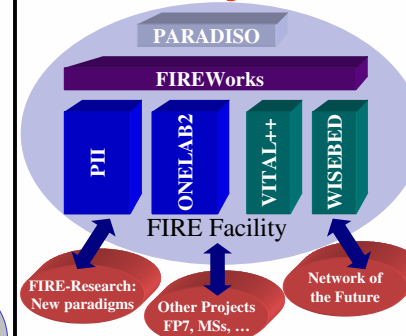 PARADISO
FIREWorks
PII
ONELAB2
VITAL++
WISEBED
FIRE Facility
FIRE-Research:
New paradigms
Other Projects
FP7, MSs, ...
Network of
the Future